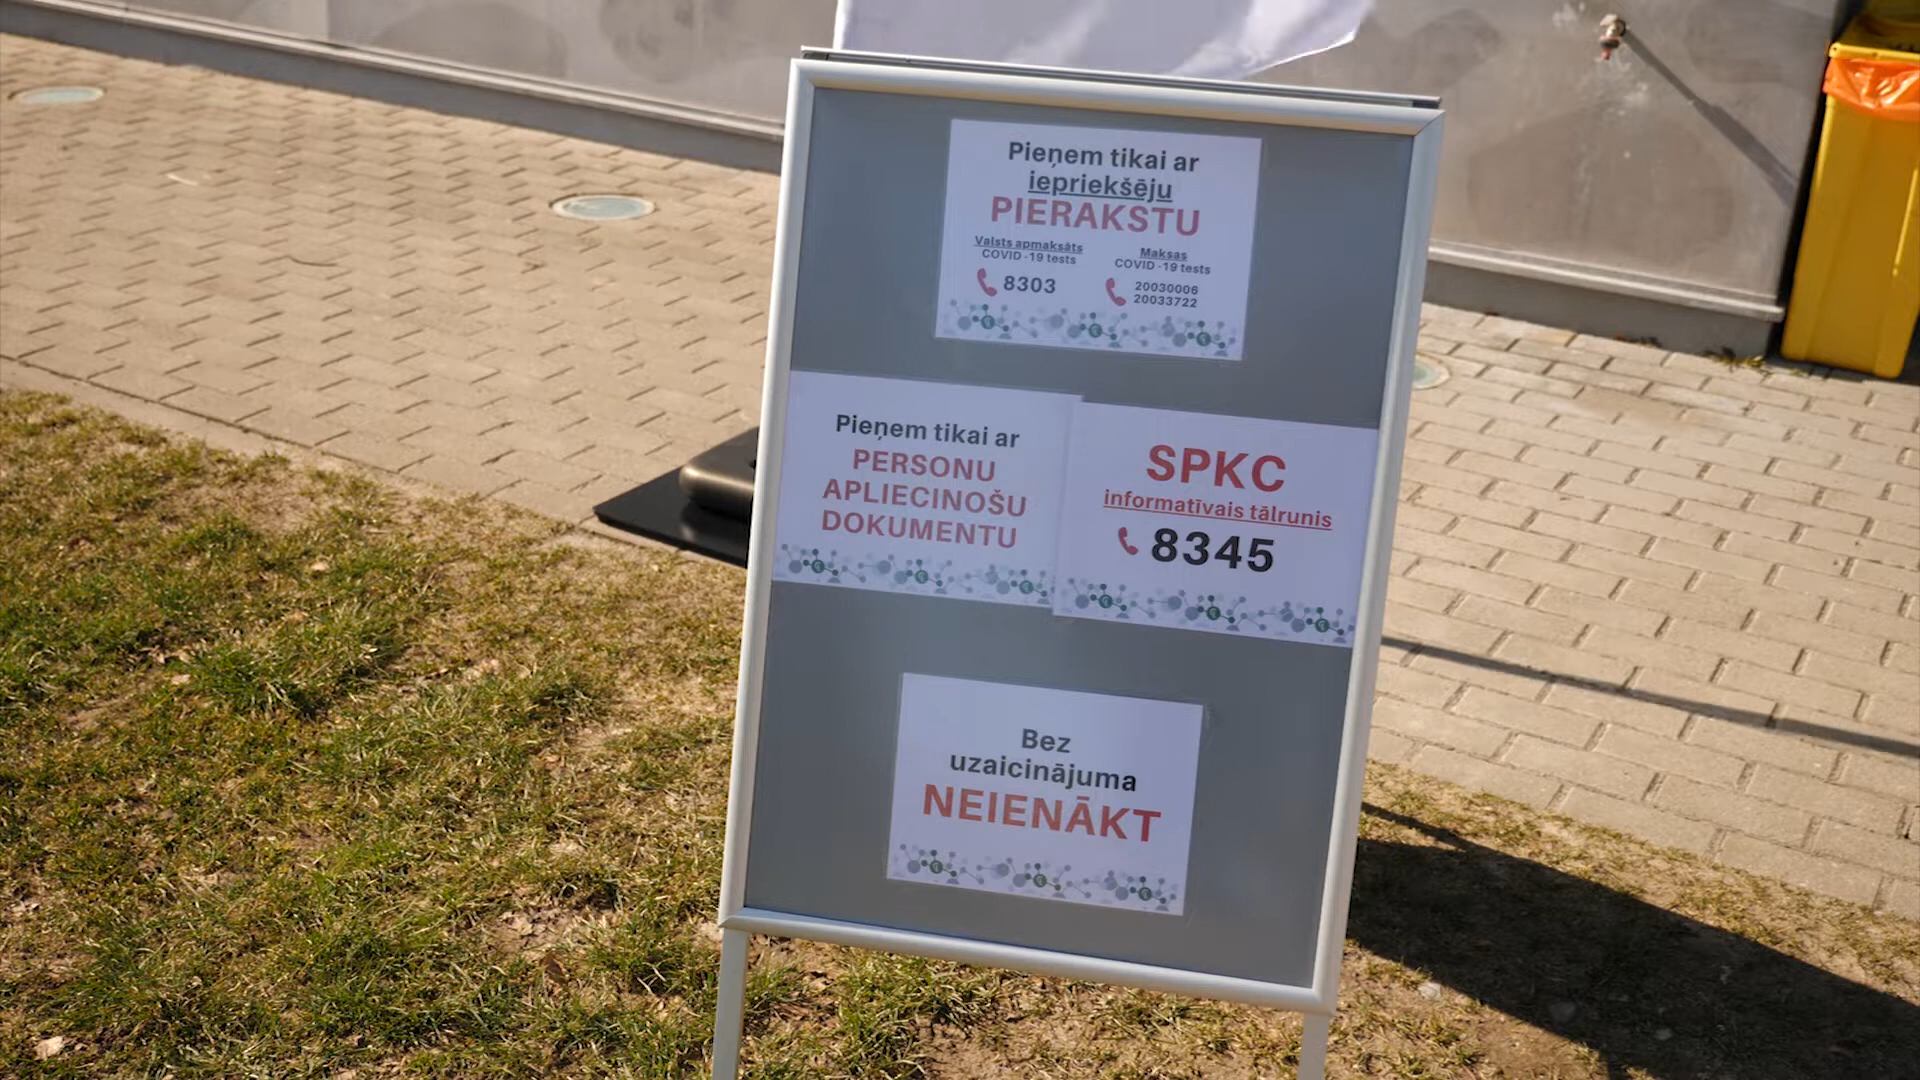 Pieņem tikai ar
iepriekšēju
PIERAKSTU
Valsts apmaksāts
COVID -19 tests
8303
Maksas
COVID -19 tests
20030006
20033722
Pieņem tikai ar
PERSONU
APLIECINOŠU
DOKUMENTU
SPKC
informatīvais tālrunis
8345
Bez
uzaicinājuma
NEIENĀKT